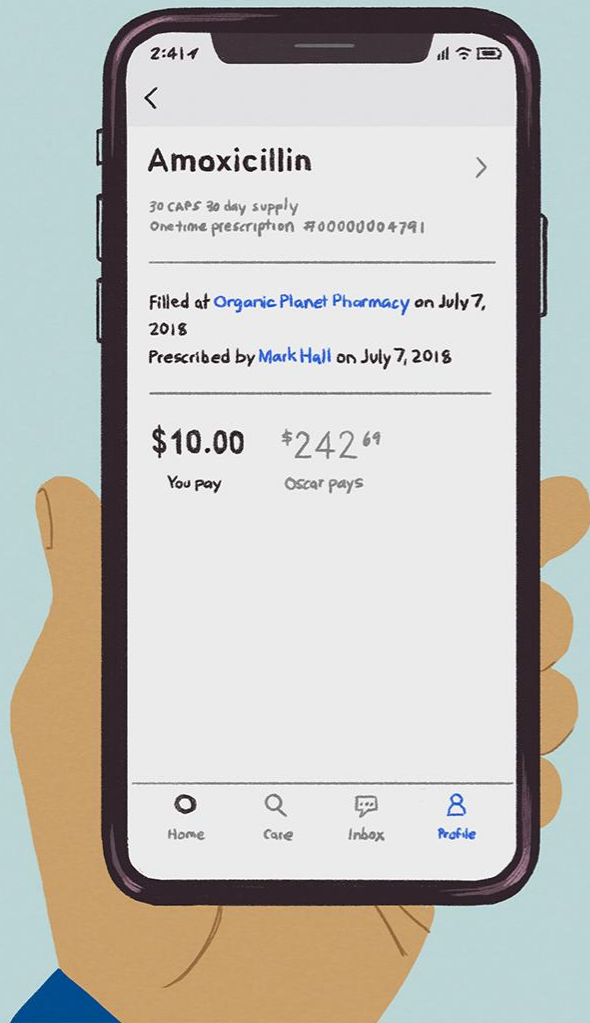 2:41
Amoxicillin
30 CAPS 30 day supply
Onetime prescription #00000004791
Filled at Organic Planet Pharmacy on July 7,
2018
Prescribed by Mark Hall on July 7, 2018
$10.00 $242 69
You pay Oscar pays
Home Care Inbox Profile